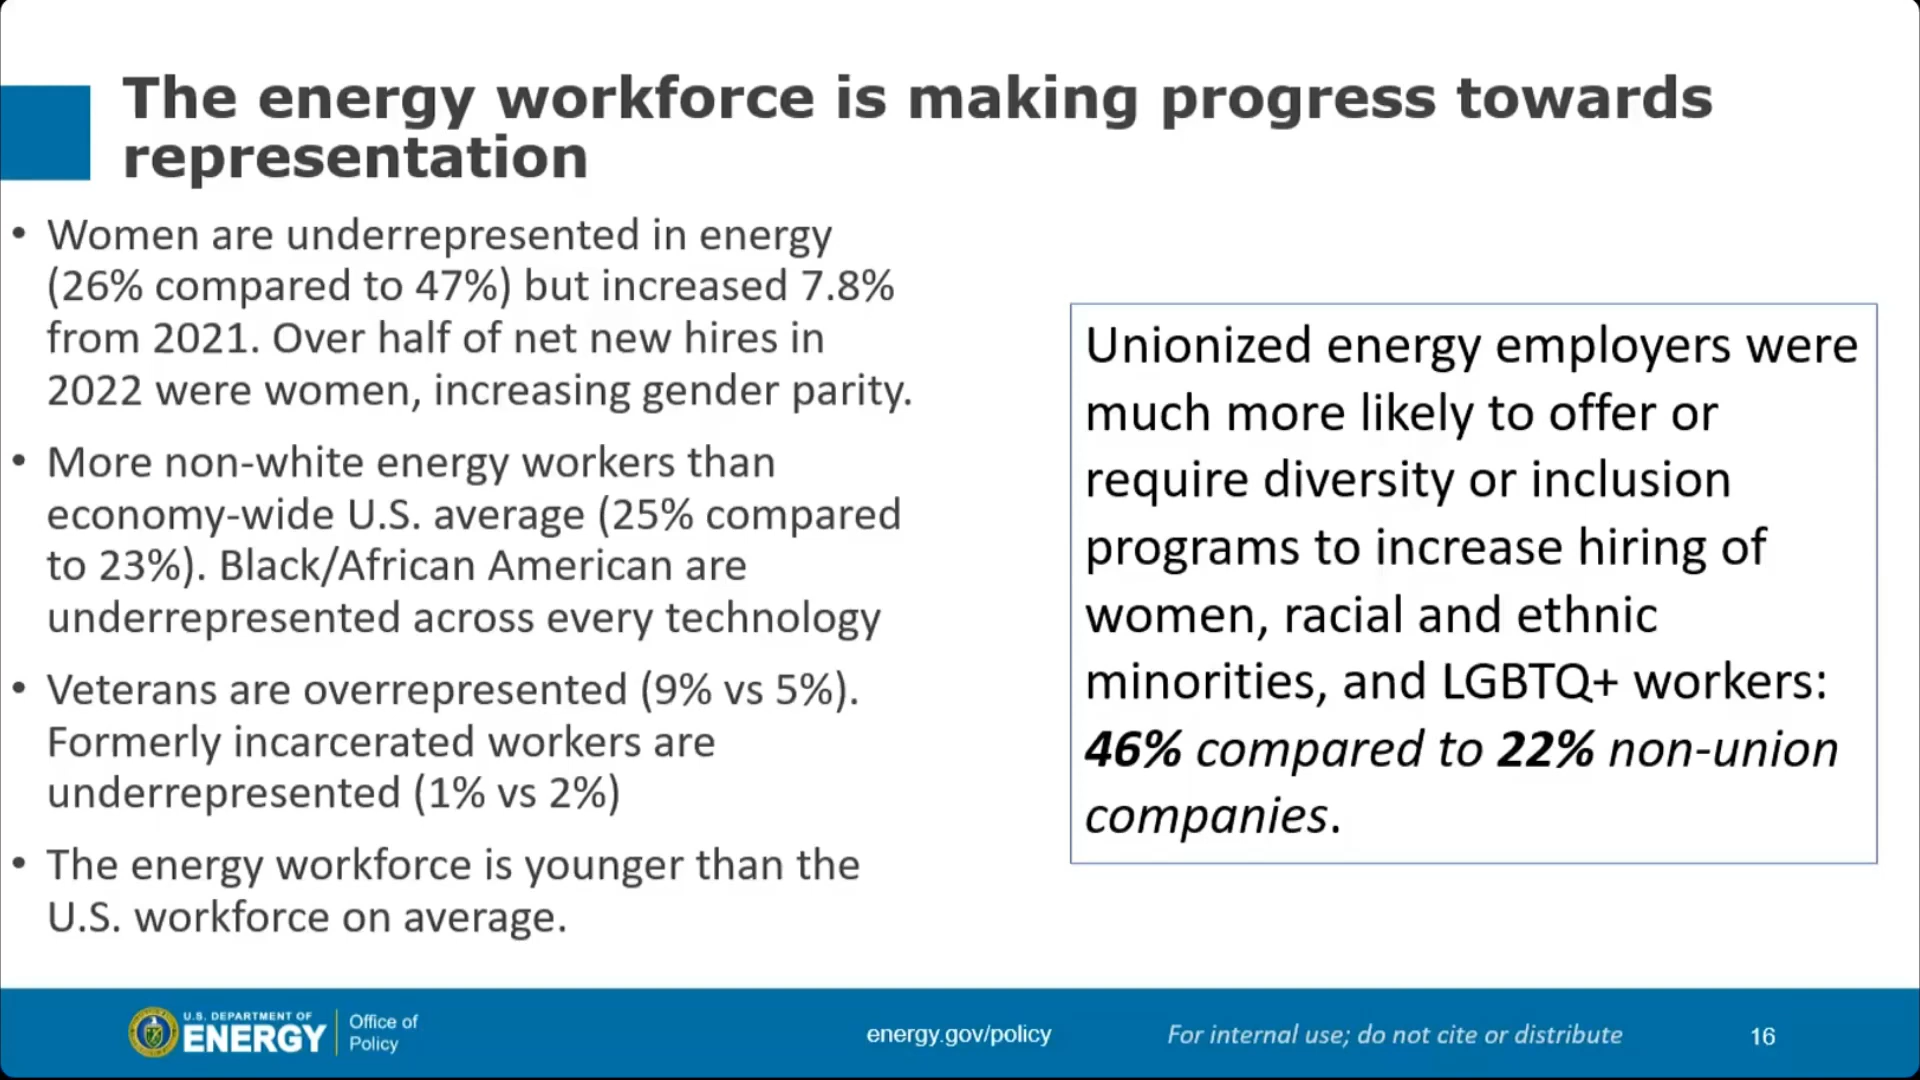 The energy workforce is making progress towards
representation
• Women are underrepresented in energy
(26% compared to 47%) but increased 7.8%
from 2021. Over half of net new hires in
2022 were women, increasing gender parity.
• More non-white energy workers than
economy-wide U.S. average (25% compared
to 23%). Black/African American are
underrepresented across every technology
• Veterans are overrepresented (9% vs 5%).
Formerly incarcerated workers are
underrepresented (1% vs 2%)
• The energy workforce is younger than the
U.S. workforce on average.
Unionized energy employers were
much more likely to offer or
require diversity or inclusion
programs to increase hiring of
women, racial and ethnic
minorities, and LGBTQ+ workers:
46% compared to 22% non-union
companies.
U.S. DEPARTMENT OF
ENERGY
Office of
Policy
energy.gov/policy
For internal use; do not cite or distribute
16